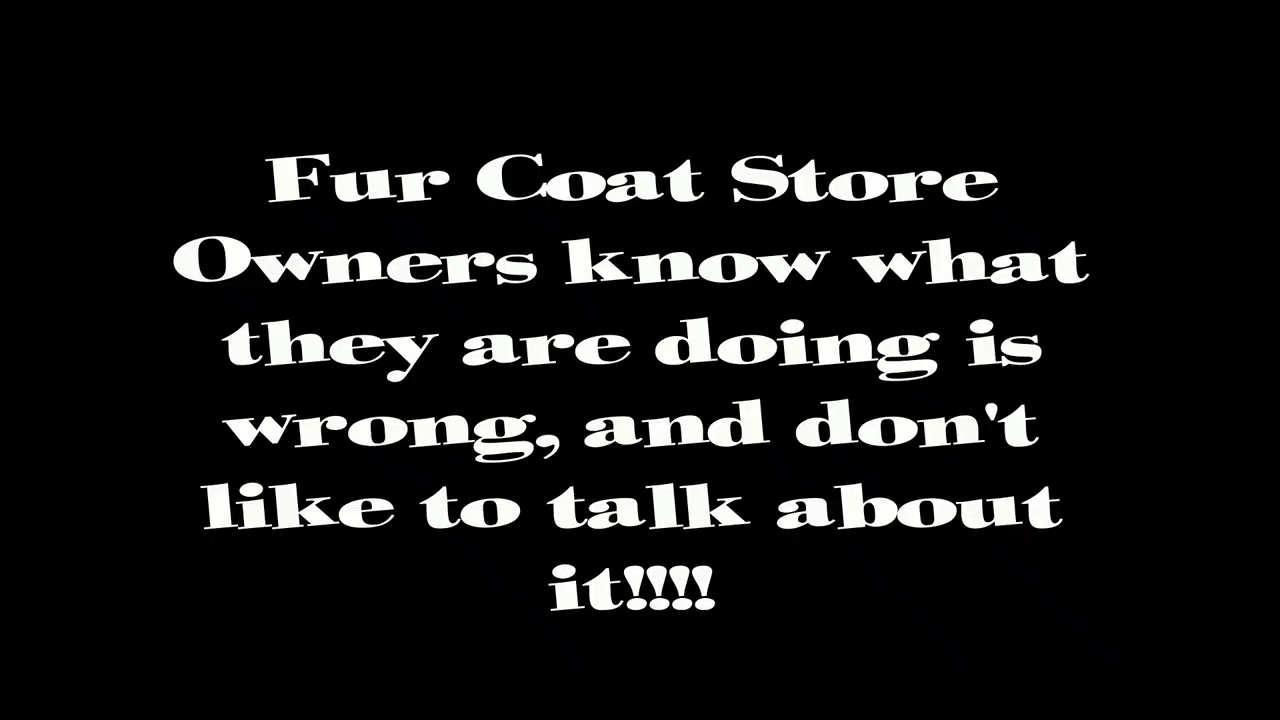 Fur Coat Store
Owners know what
they are doing is
wrong, and don't
like to talk about
it!!!!